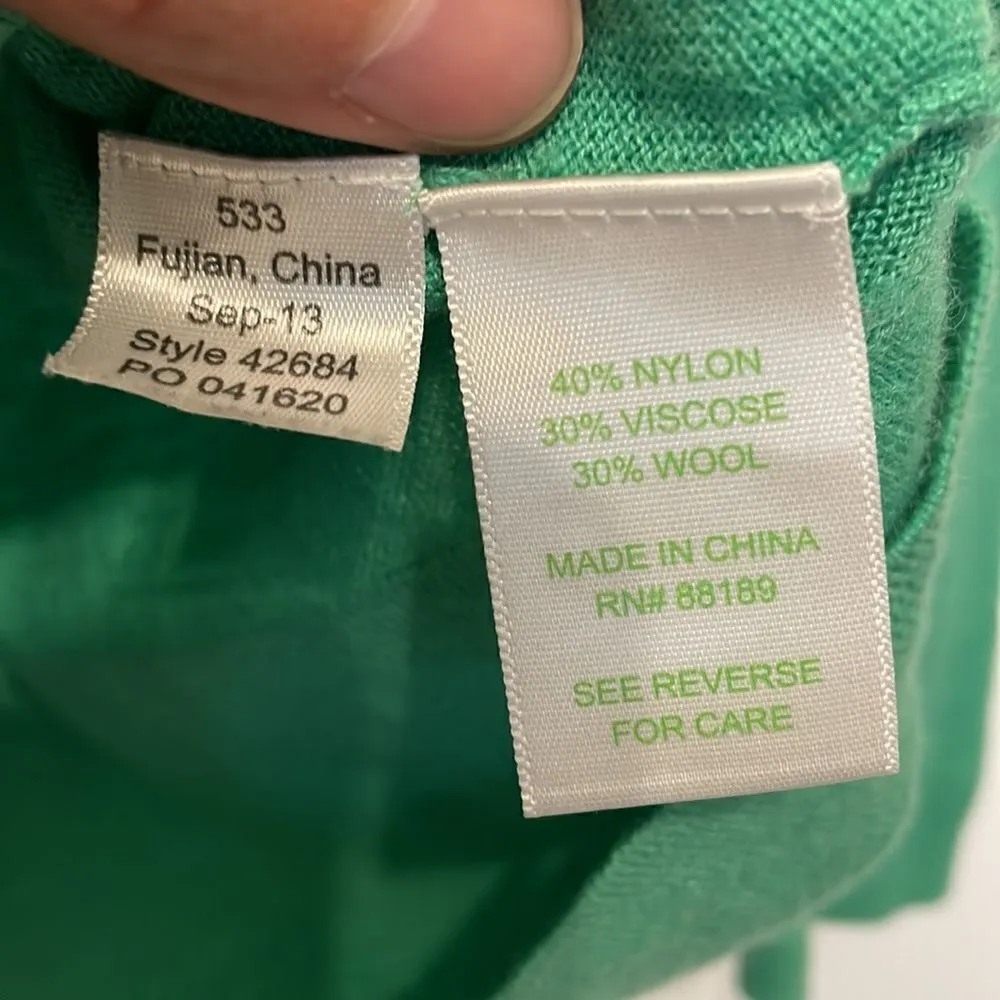 533
Fujian, China
Sep-13
Style 42684
PO 041620
40% NYLON
30% VISCOSE
30% WOOL
MADE IN CHINA
RN# 88189
SEE REVERSE
FOR CARE